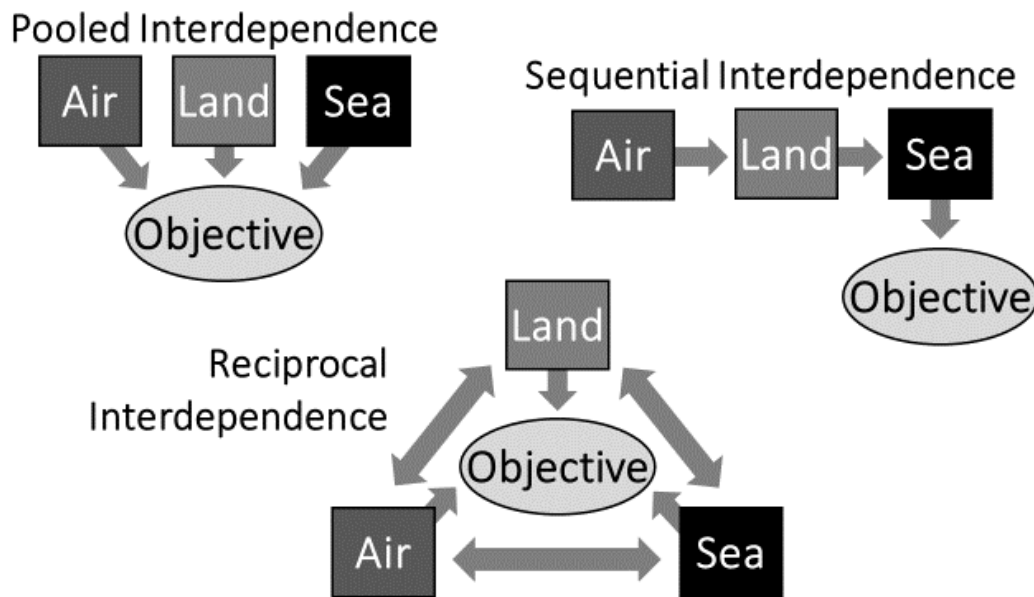 Pooled Interdependence
Air Land Sea
Objective
Sequential Interdependence
Air Land Sea
Objective
Reciprocal
Interdependence
Land
Objective
Air Sea